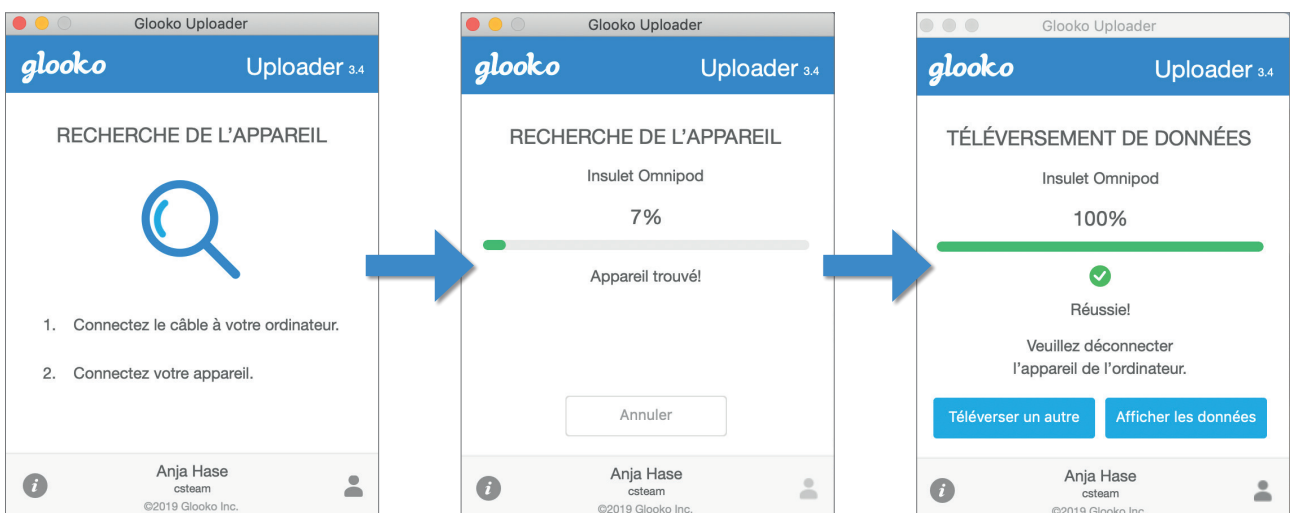 Glooko Uploader
glooko
Uploader 3.4
RECHERCHE DE L'APPAREIL
1. Connectez le câble à votre ordinateur.
2. Connectez votre appareil.
Anja Hase
csteam
©2019 Glooko Inc.
Glooko Uploader
glooko
Uploader 3.4
RECHERCHE DE L'APPAREIL
Insulet Omnipod
7%
Appareil trouvé!
Annuler
Anja Hase
csteam
©2019 Glooko Inc.
Glooko Uploader
glooko
Uploader 3.4
TÉLÉVERSEMENT DE DONNÉES
Insulet Omnipod
100%
Réussie!
Veuillez déconnecter
l'appareil de l'ordinateur.
Téléverser un autre
Afficher les données
Anja Hase
csteam
©2019 Glooko Inc.